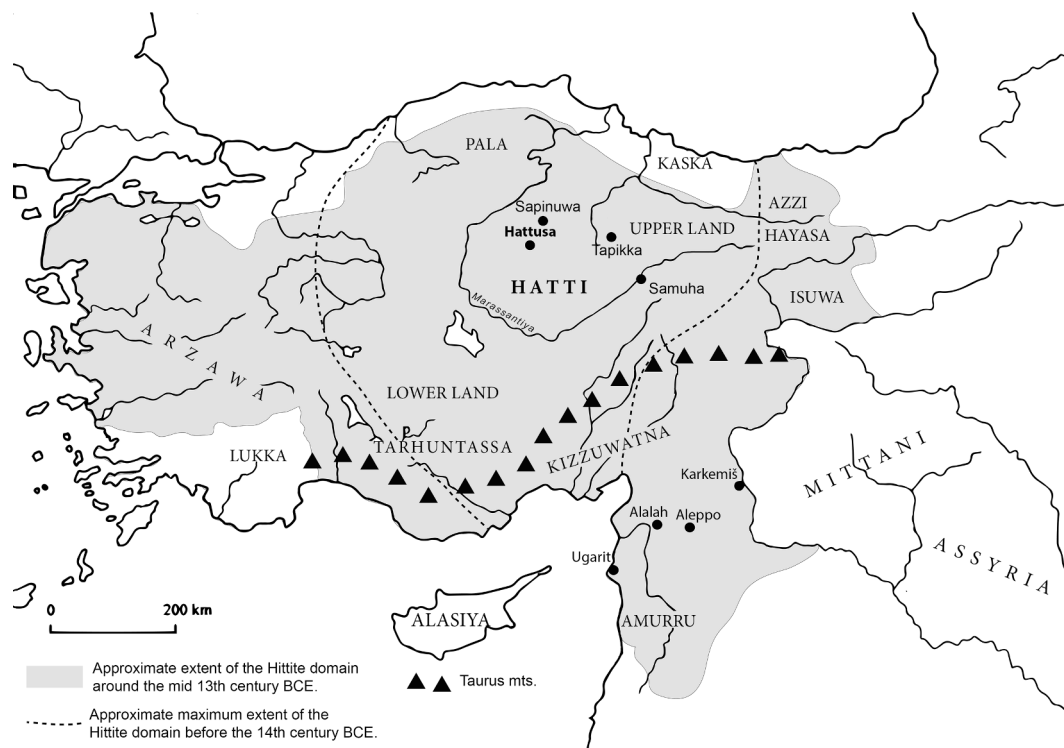 PALA
KASKA
AZZI
Sapinuwa
Hattusa
Tapikka
UPPER LAND
HAYASA
HATTI
Samuha
ISUWA
Marassantiya
ARZAWA
LOWER LAND
P
TARHUNTASSA
KIZZUWATNA
LUKKA
Karkemiš
MITTANI
Alalah
Aleppo
ASSYRIA
Ugarit
ALASIYA
AMURRU
0 200 km
Approximate extent of the Hittite domain
around the mid 13th century BCE.
Taurus mts.
Approximate maximum extent of the
Hittite domain before the 14th century BCE.